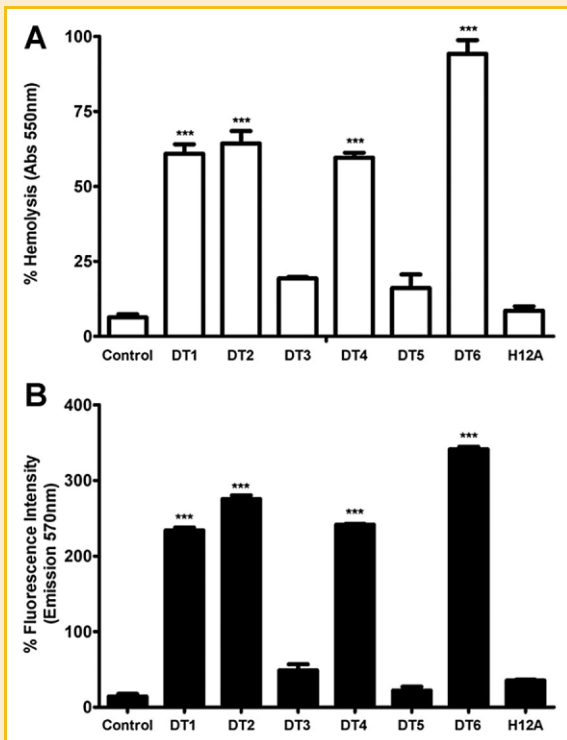 A
% Hemolysis (Abs 550nm)
100
75
50
25
0
***
***
***
***
Control DT1 DT2 DT3 DT4 DT5 DT6 H12A
B
% Fluorescence Intensity
(Emission 570nm)
400
300
200
100
0
***
***
***
***
Control DT1 DT2 DT3 DT4 DT5 DT6 H12A